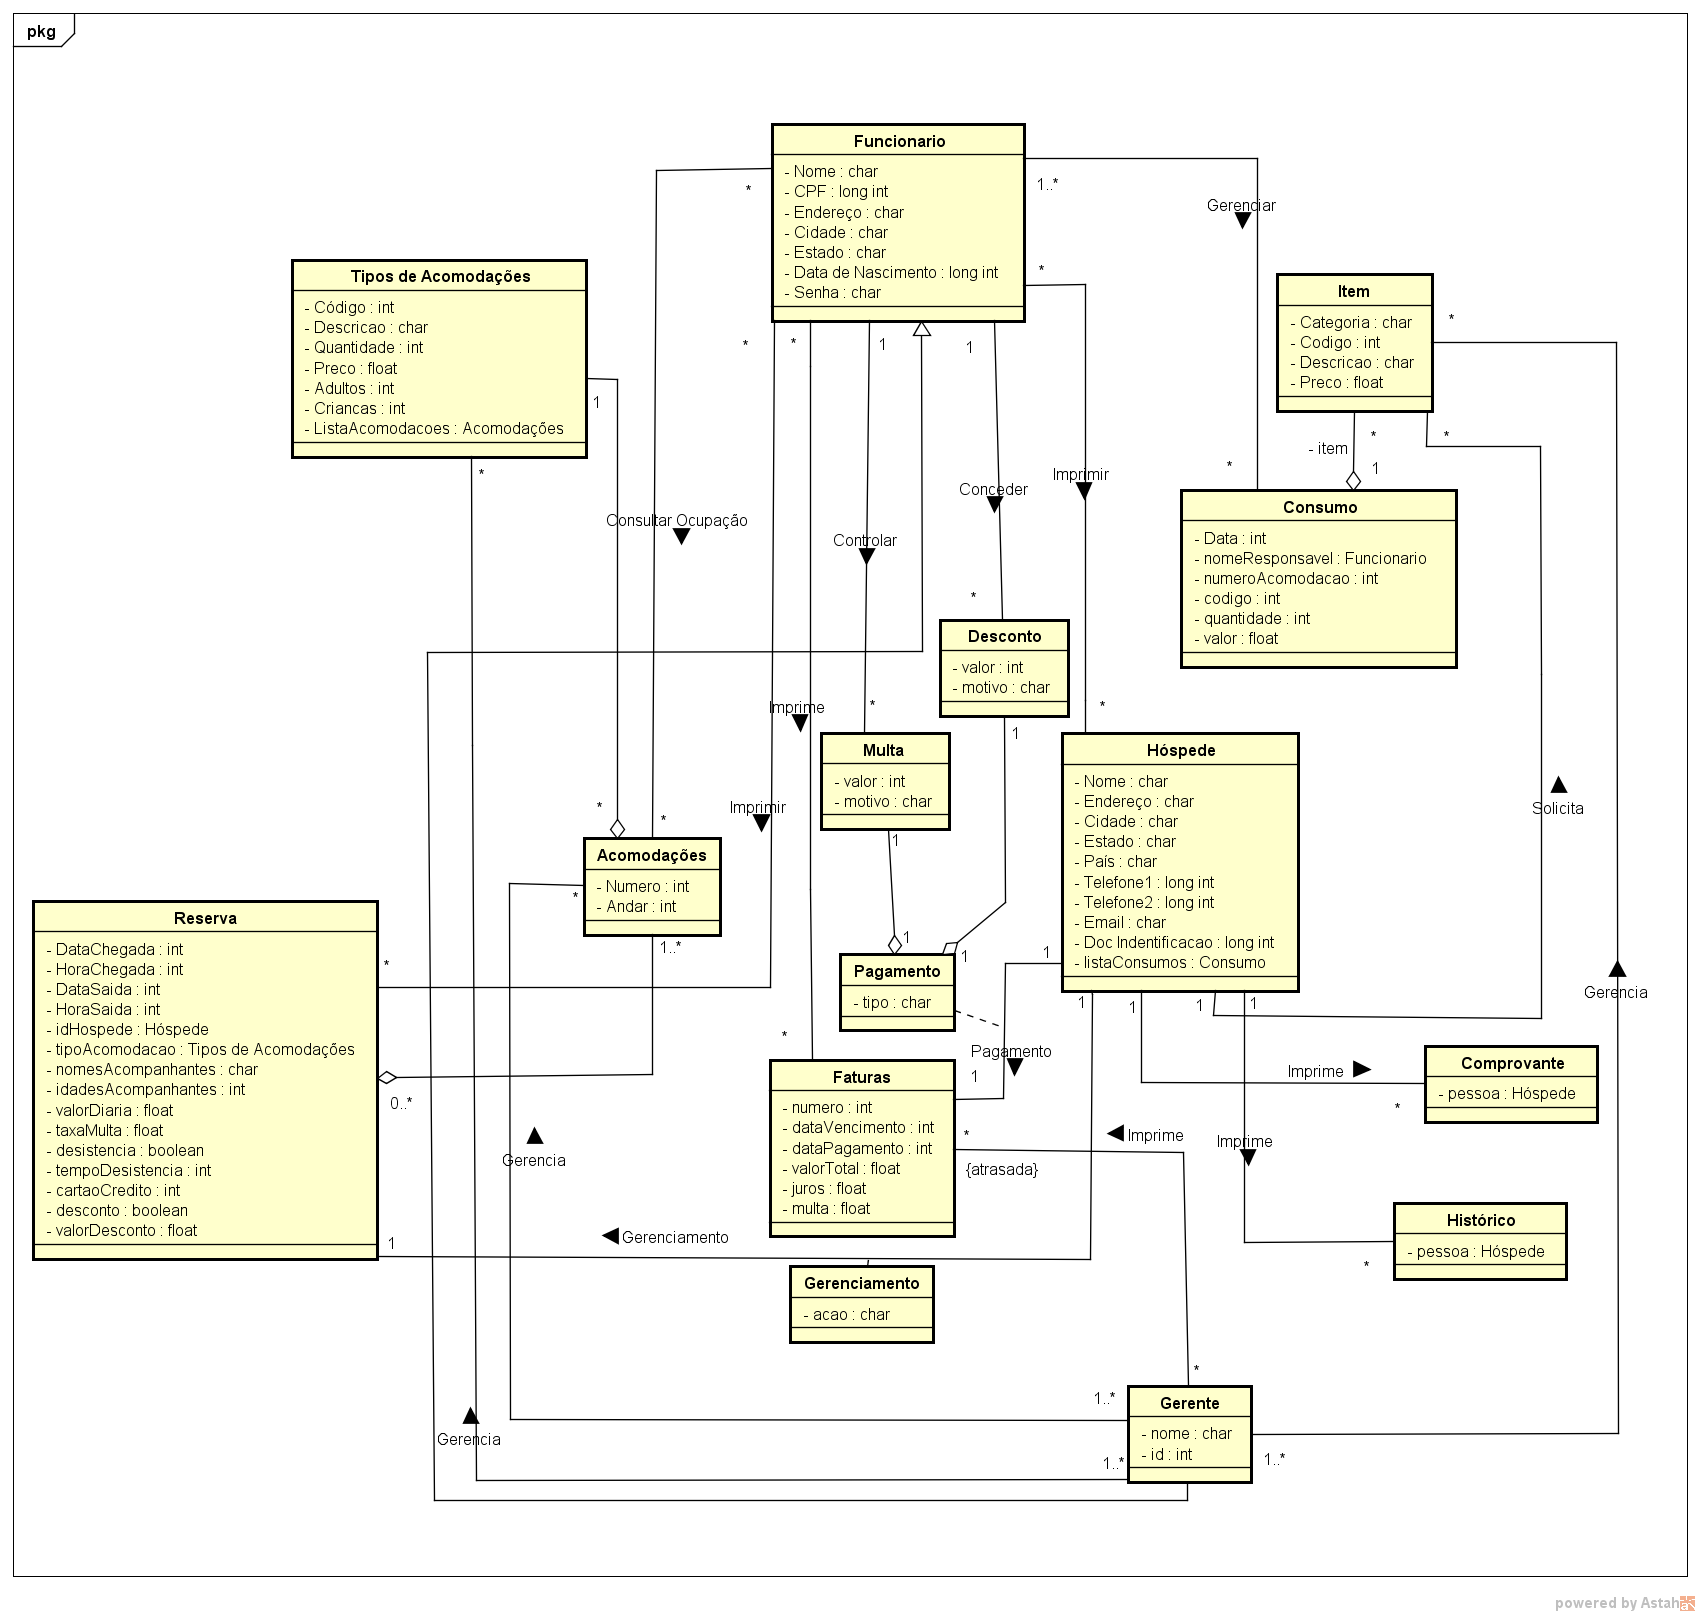 pkg
Funcionario
- Nome : char
- CPF : long int
- Endereço : char
- Cidade : char
- Estado : char
- Data de Nascimento : long int
- Senha : char
*
1..*
Gerenciar
*
*
*
1
1
Tipos de Acomodações
- Código : int
- Descricao : char
- Quantidade : int
- Preco : float
- Adultos : int
- Criancas : int
- ListaAcomodacoes : Acomodações
1
*
Item
- Categoria : char
- Codigo : int
- Descricao : char
- Preco : float
*
*
*
- item
1
*
Consumo
- Data : int
- nomeResponsavel : Funcionario
- numeroAcomodacao : int
- codigo : int
- quantidade : int
- valor : float
Consultar Ocupação
Controlar
Conceder
Imprimir
*
Desconto
- valor : int
- motivo : char
1
Imprime
*
*
Multa
- valor : int
- motivo : char
1
Hóspede
- Nome : char
- Endereço : char
- Cidade : char
- Estado : char
- País : char
- Telefone1 : long int
- Telefone2 : long int
- Email : char
- Doc Indentificacao : long int
- listaConsumos : Consumo
Solicita
Imprimir
*
*
Acomodações
- Numero : int
- Andar : int
*
1..*
Reserva
- DataChegada : int
- HoraChegada : int
- DataSaida : int
- HoraSaida : int
- idHospede : Hóspede
- tipoAcomodacao : Tipos de Acomodações
- nomesAcompanhantes : char
- idadesAcompanhantes : int
- valorDiaria : float
- taxaMulta : float
- desistencia : boolean
- tempoDesistencia : int
- cartaoCredito : int
- desconto : boolean
- valorDesconto : float
*
0..*
1
1
1
1
Pagamento
- tipo : char
Pagamento
*
1
Faturas
- numero : int
- dataVencimento : int
- dataPagamento : int
- valorTotal : float
- juros : float
- multa : float
*
{atrasada}
Imprime
1
1
1
1
Gerencia
Comprovante
- pessoa : Hóspede
Imprime
*
Imprime
Histórico
- pessoa : Hóspede
*
Gerencia
Gerenciamento
Gerenciamento
- acao : char
*
1..*
Gerente
- nome : char
- id : int
1..*
1..*
Gerencia
powered by Astah